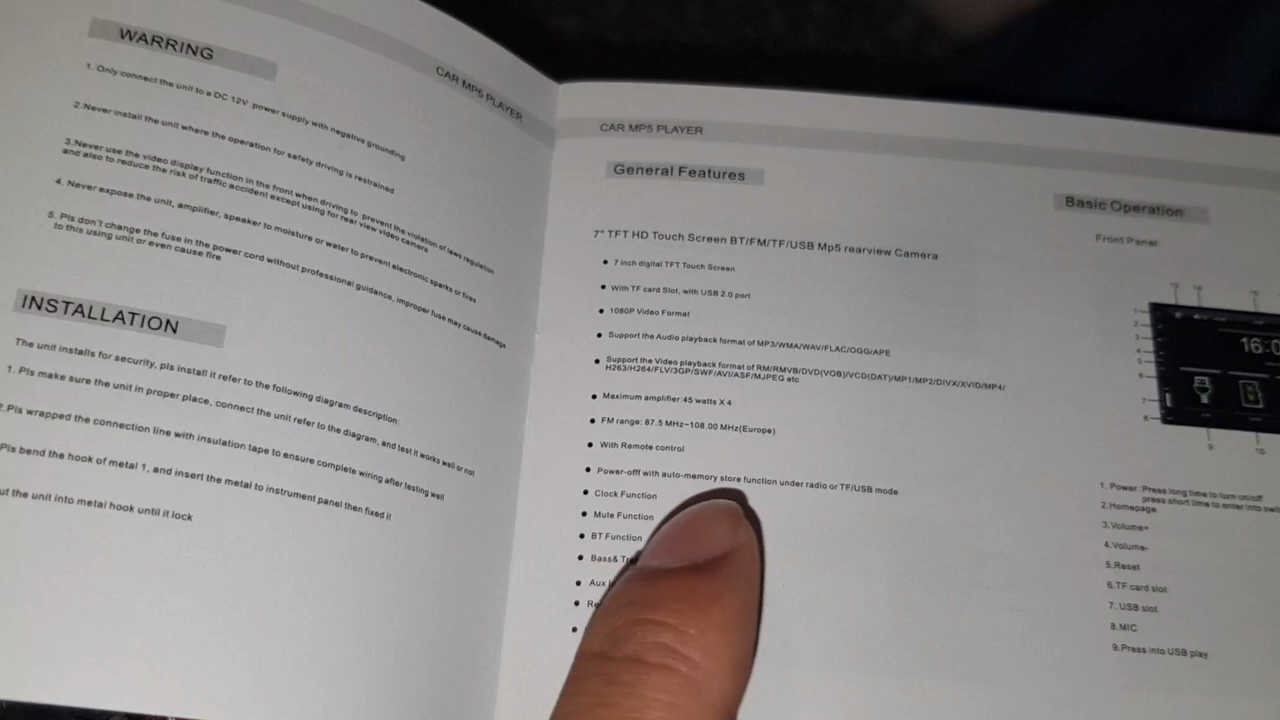 WARRING
CAR MP5 PLAYER
1. Only connect the unit to a DC 12V power supply with negative grounding
2.Never install the unit where the operation for safety driving is restrained
3.Never use the video display function in the front when driving to prevent the violation of laws regulation
and also to reduce the risk of traffic accident except using for rear view video camera
4. Never expose the unit, amplifier, speaker to moisture or water to prevent electronic sparks or fires
5. Pls don't change the fuse in the power cord without professional guidance, improper fuse may cause damage
to this using unit or even cause fire
INSTALLATION
The unit installs for security, pls install it refer to the following diagram description:
1. Pls make sure the unit in proper place, connect the unit refer to the diagram, and test it works well or not
2.Pls wrapped the connection line with insulation tape to ensure complete wiring after testing well
Pls bend the hook of metal 1, and insert the metal to instrument panel then fixed it
the unit into metal hook until it lock
CAR MP5 PLAYER
General Features
7" TFT HD Touch Screen BT/FM/TF/USB Mp5 rearview Camera
• 7 inch digital TFT Touch Screen
• With TF card Slot, with USB 2.0 port
• 1080P Video Format
• Support the Audio playback format of MP3/WMA/WAV/FLAC/OGG/APE
• Support the Video playback format of RM/RMVB/DVD(VOB)/VCD(DAT)/MP1/MP2/DIVX/XVID/MP4/
H263/H264/FLV/3GP/SWF/AVI/ASF/MJPEG etc
• Maximum amplifier:45 watts X 4
• FM range: 87.5 MHz~108.00 MHz(Europe)
• With Remote control
• Power-offf with auto-memory store function under radio or TF/USB mode
• Clock Function
• Mute Function
• BT Function
• Bass&
• Aux
Basic Operation
Front Panel:
1
2
3
4
5
6
7
8
9
16:0
1. Power :Press long time to turn on/off
press short time to enter into
2.Homepage
3.Volume+
4.Volume-
5.Reset
6.TF card slot
7. USB slot
8.MIC
9.Press into USB play